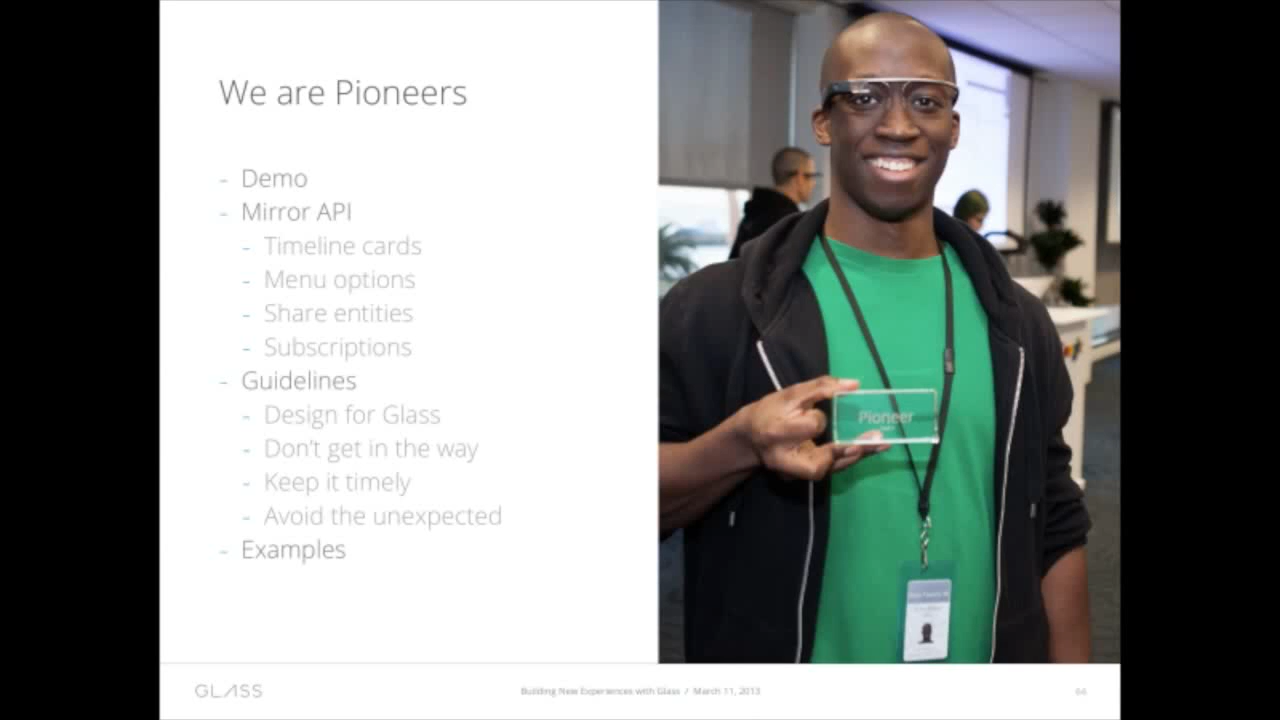 We are Pioneers
- Demo
- Mirror API
- Timeline cards
- Menu options
- Share entities
- Subscriptions
- Guidelines
- Design for Glass
- Don't get in the way
- Keep it timely
- Avoid the unexpected
- Examples
Pioneer
GLASS
Building New Experiences with Glass / March 11, 2013
66